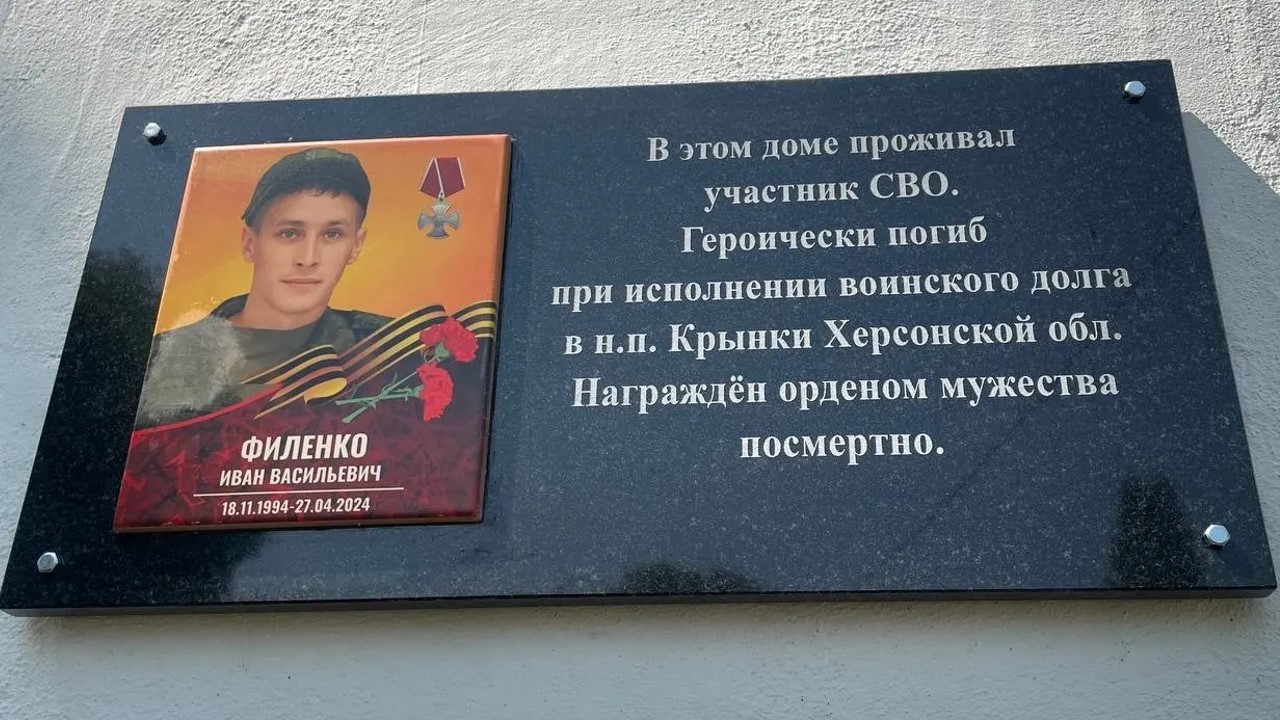 ФИЛЕНКО
ИВАН ВАСИЛЬЕВИЧ
18.11.1994-27.04.2024
В этом доме проживал
участник СВО.
Героически погиб
при исполнении воинского долга
в н.п. Крынки Херсонской обл.
Награждён орденом мужества
посмертно.